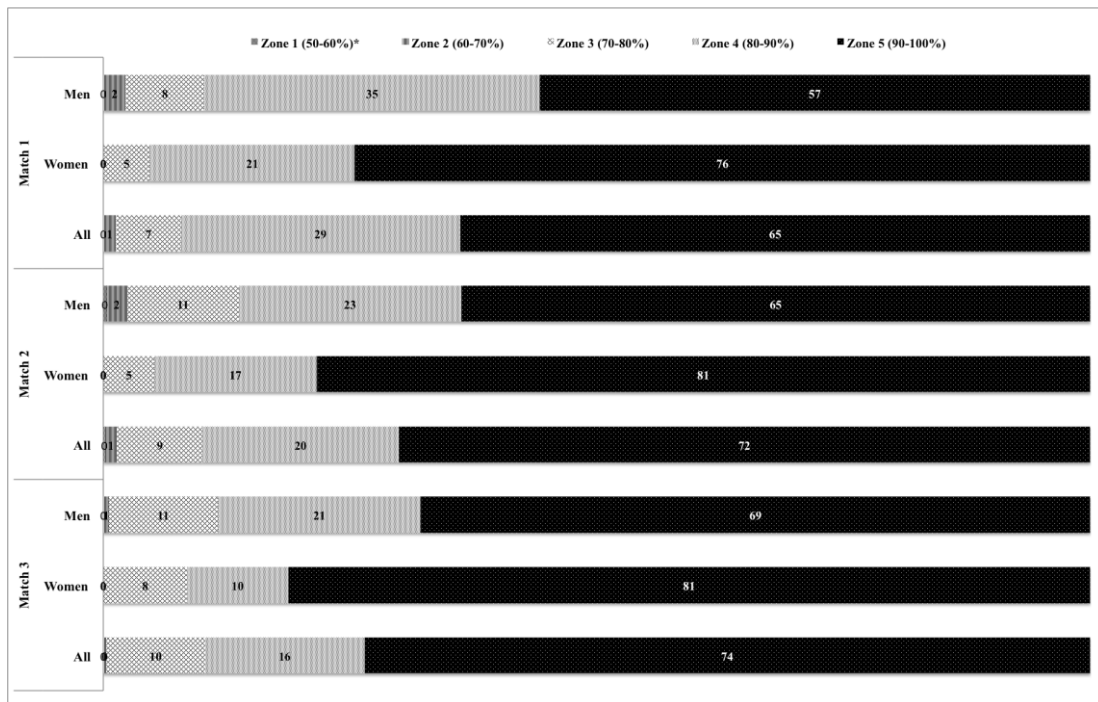 Zone 1 (50-60%)* Zone 2 (60-70%) Zone 3 (70-80%) Zone 4 (80-90%) Zone 5 (90-100%)
Match 1
Men 0 2 8 35 57
Women 0 5 21 76
All 0 1 7 29 65
Match 2
Men 0 2 11 23 65
Women 0 5 17 81
All 0 1 9 20 72
Match 3
Men 0 1 11 21 69
Women 0 8 10 81
All 0 10 16 74